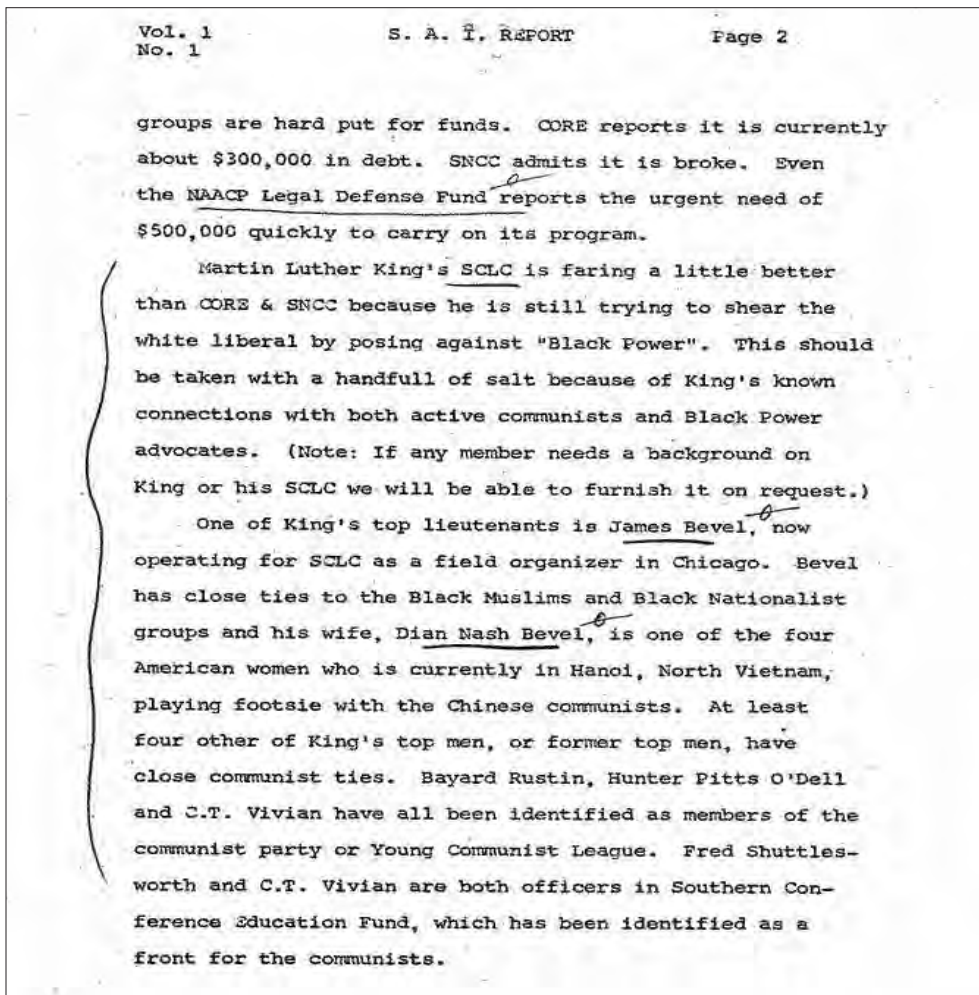 Vol. 1 S. A. I. REPORT Page 2
No. 1
groups are hard put for funds. CORE reports it is currently
about $300,000 in debt. SNCC admits it is broke. Even
the NAACP Legal Defense Fund reports the urgent need of
$500,000 quickly to carry on its program.
Martin Luther King's SCLC is faring a little better
than CORE & SNCC because he is still trying to shear the
white liberal by posing against "Black Power". This should
be taken with a handfull of salt because of King's known
connections with both active communists and Black Power
advocates. (Note: If any member needs a background on
King or his SCLC we will be able to furnish it on request.)
One of King's top lieutenants is James Bevel, now
operating for SCLC as a field organizer in Chicago. Bevel
has close ties to the Black Muslims and Black Nationalist
groups and his wife, Dian Nash Bevel, is one of the four
American women who is currently in Hanoi, North Vietnam,
playing footsie with the Chinese communists. At least
four other of King's top men, or former top men, have
close communist ties. Bayard Rustin, Hunter Pitts O'Dell
and C.T. Vivian have all been identified as members of the
communist party or Young Communist League. Fred Shuttles-
worth and C.T. Vivian are both officers in Southern Con-
ference Education Fund, which has been identified as a
front for the communists.